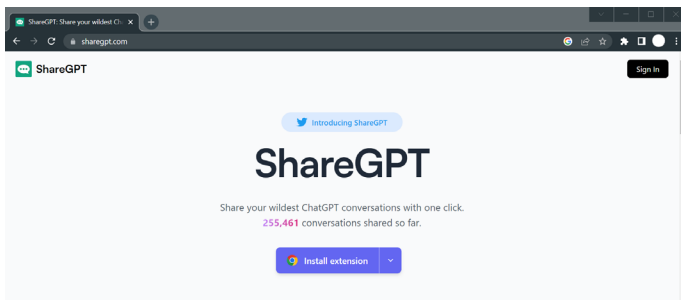 ShareGPT: Share your wildest Ch
sharegpt.com
ShareGPT
Sign In
Introducing ShareGPT
ShareGPT
Share your wildest ChatGPT conversations with one click.
255,461 conversations shared so far.
Install extension